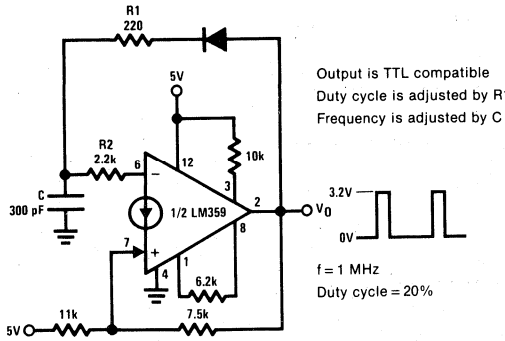 R1
220
5V
Output is TTL compatible
Duty cycle is adjusted by R
Frequency is adjusted by C
R2
2.2k
6
12
10k
C
300 pF
−
1/2 LM359
3
2
V₀
3.2V
0V
7
+
8
4
1
6.2k
f = 1 MHz
Duty cycle = 20%
11k
7.5k
5V